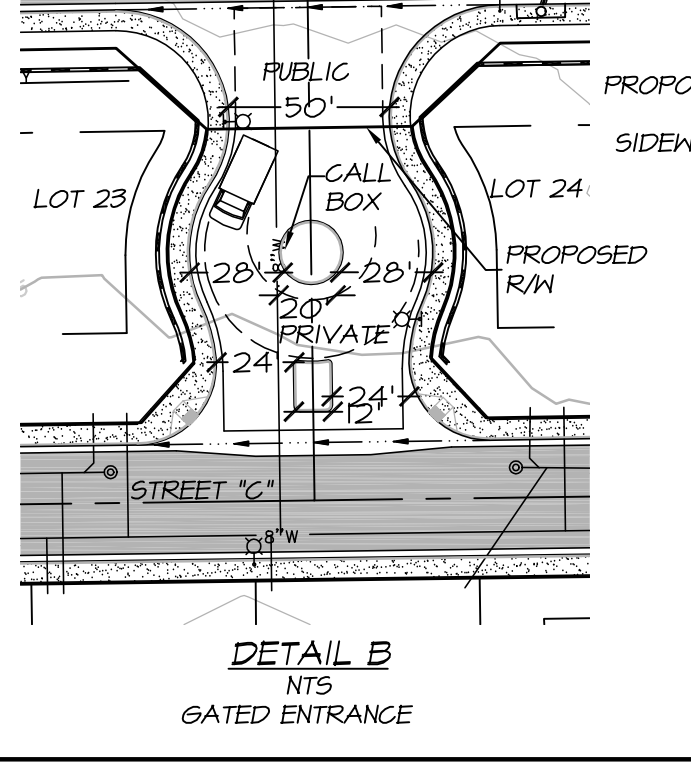 PUBLIC
50'
PROPO
SIDEW
CALL
BOX
LOT 23
LOT 24
PROPOSED
R/W
8"W
28'
28'
20'
PRIVATE
24'
24'
12'
STREET "C"
8"W
DETAIL B
NTS
GATED ENTRANCE